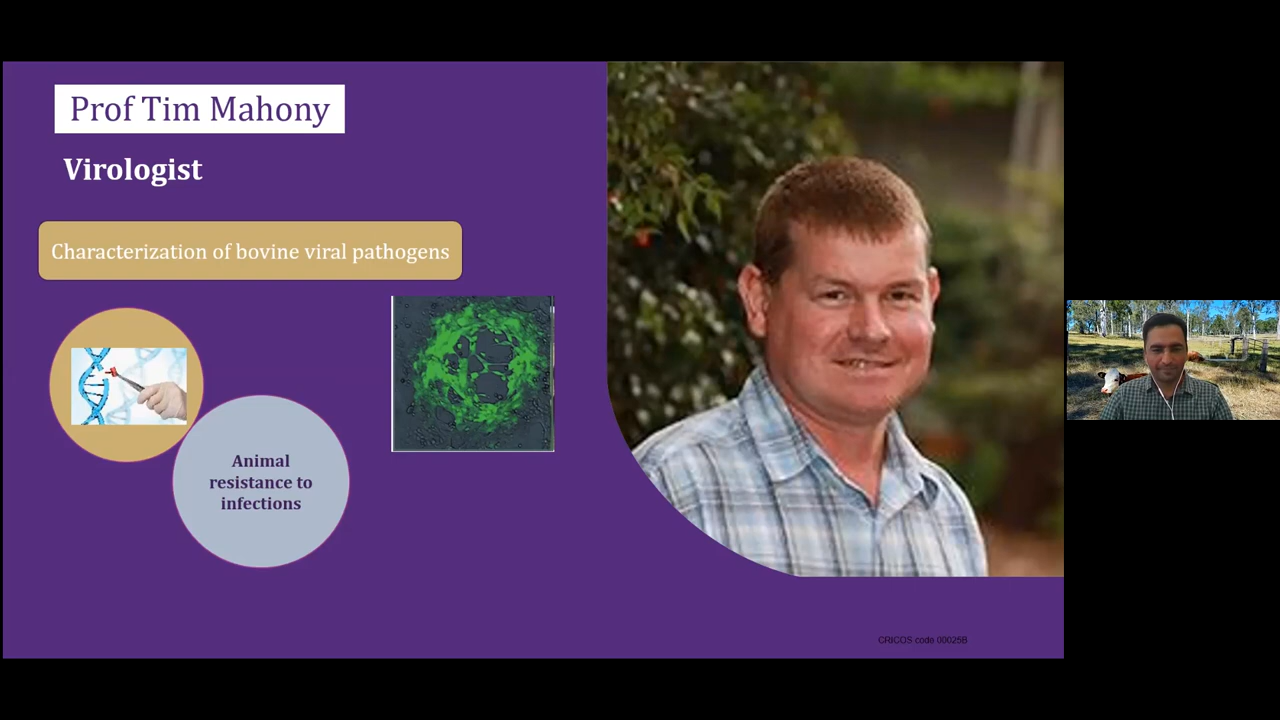 Prof Tim Mahony
Virologist
Characterization of bovine viral pathogens
Animal
resistance to
infections
CRICOS code 00025B